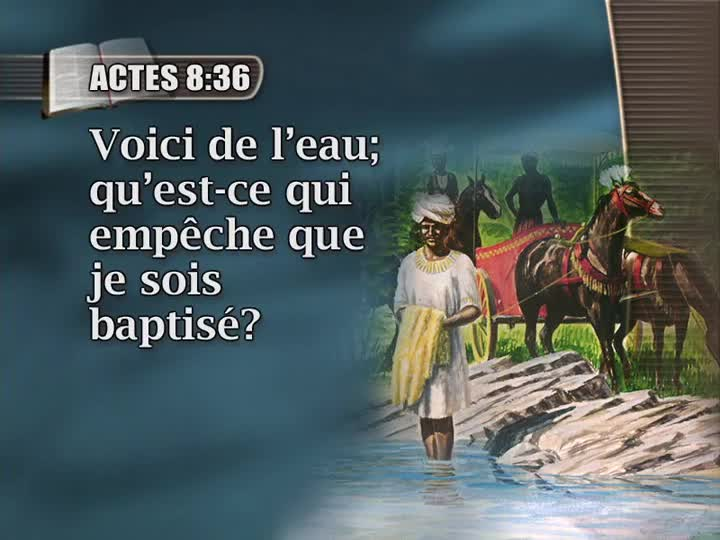 ACTES 8:36
Voici de l’eau;
qu’est-ce qui
empêche que
je sois
baptisé?